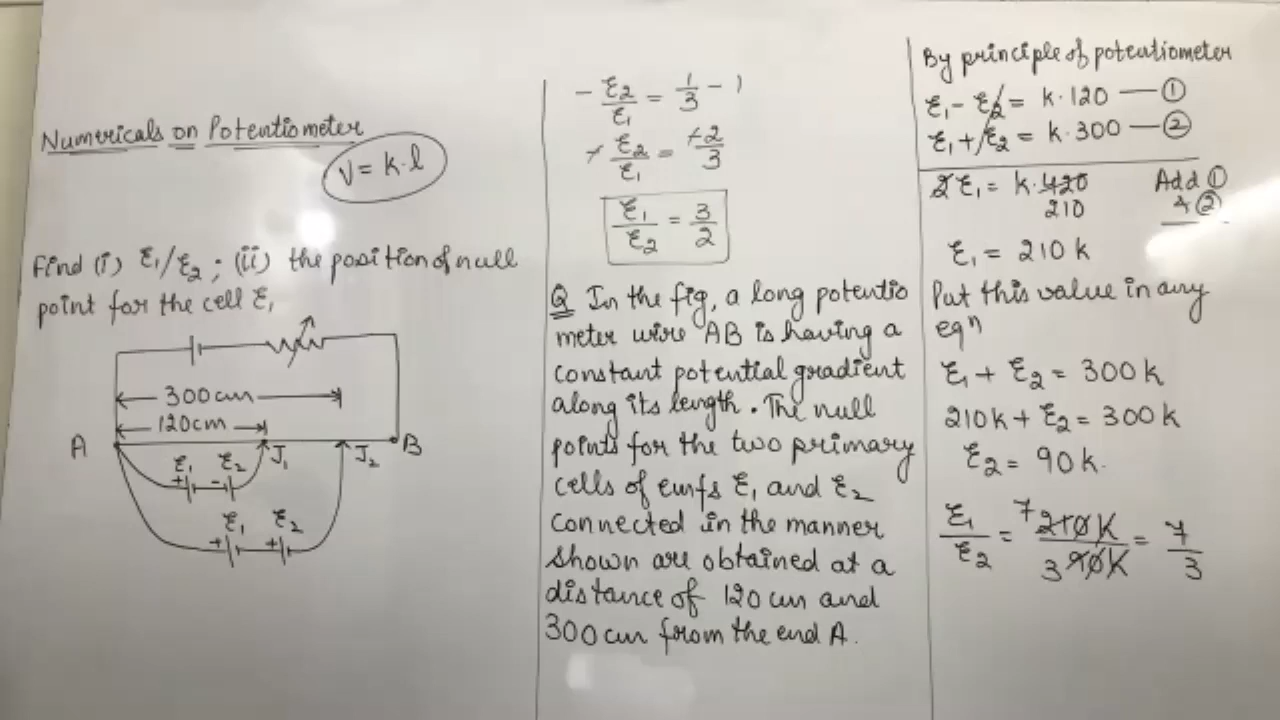 Numericals on Potentiometer
V = k.l
Find (i) ε₁/ε₂ ; (ii) the position of null
point for the cell ε₁
300 cm
120 cm
A
J₁
J₂
B
ε₁ ε₂
+ -
ε₁ ε₂
+ +
- ε₂/ε₁ = 1/3 - 1
+ ε₂/ε₁ = +2/3
ε₁/ε₂ = 3/2
Q In the fig, a long potentio
meter wire AB is having a
constant potential gradient
along its length. The null
points for the two primary
cells of emfs ε₁ and ε₂
connected in the manner
shown are obtained at a
distance of 120 cm and
300 cm from the end A.
By principle of potentiometer
ε₁ - ε₂ = k.120 — ①
ε₁ + ε₂ = k.300 — ②
2ε₁ = k.420 Add ①
210 & ②
ε₁ = 210 k
Put this value in any
eqⁿ
ε₁ + ε₂ = 300 k
210k + ε₂ = 300 k
ε₂ = 90 k.
ε₁/ε₂ = 7 210k / 3 90k = 7/3